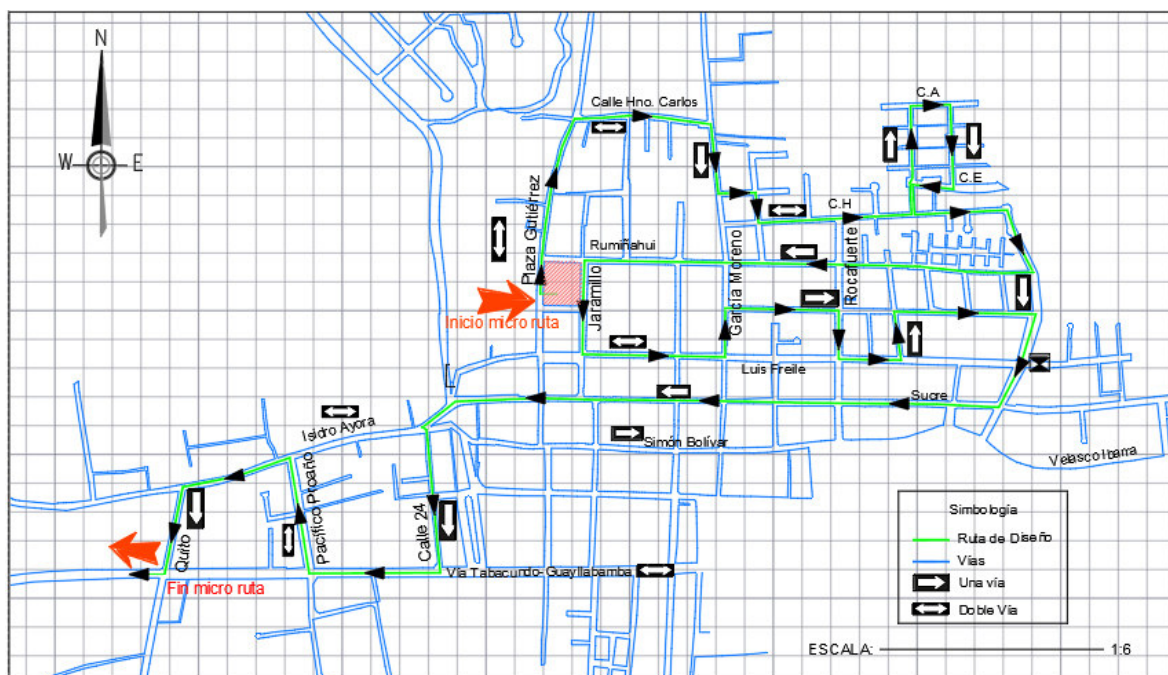 N
W
E
Calle Hno. Carlos
C.A
C.E
C.H
Plaza Gutiérrez
Rumiñahui
Jaramillo
García Moreno
Rocafuerte
Inicio micro ruta
Luis Freile
Sucre
Isidro Ayora
Simón Bolívar
Velasco Ibarra
Pacífico Proaño
Calle 24
Quito
Vía Tabacundo-Guayllabamba
Fin micro ruta
Simología
Ruta de Diseño
Vías
Una vía
Doble Vía
ESCALA:
1:6